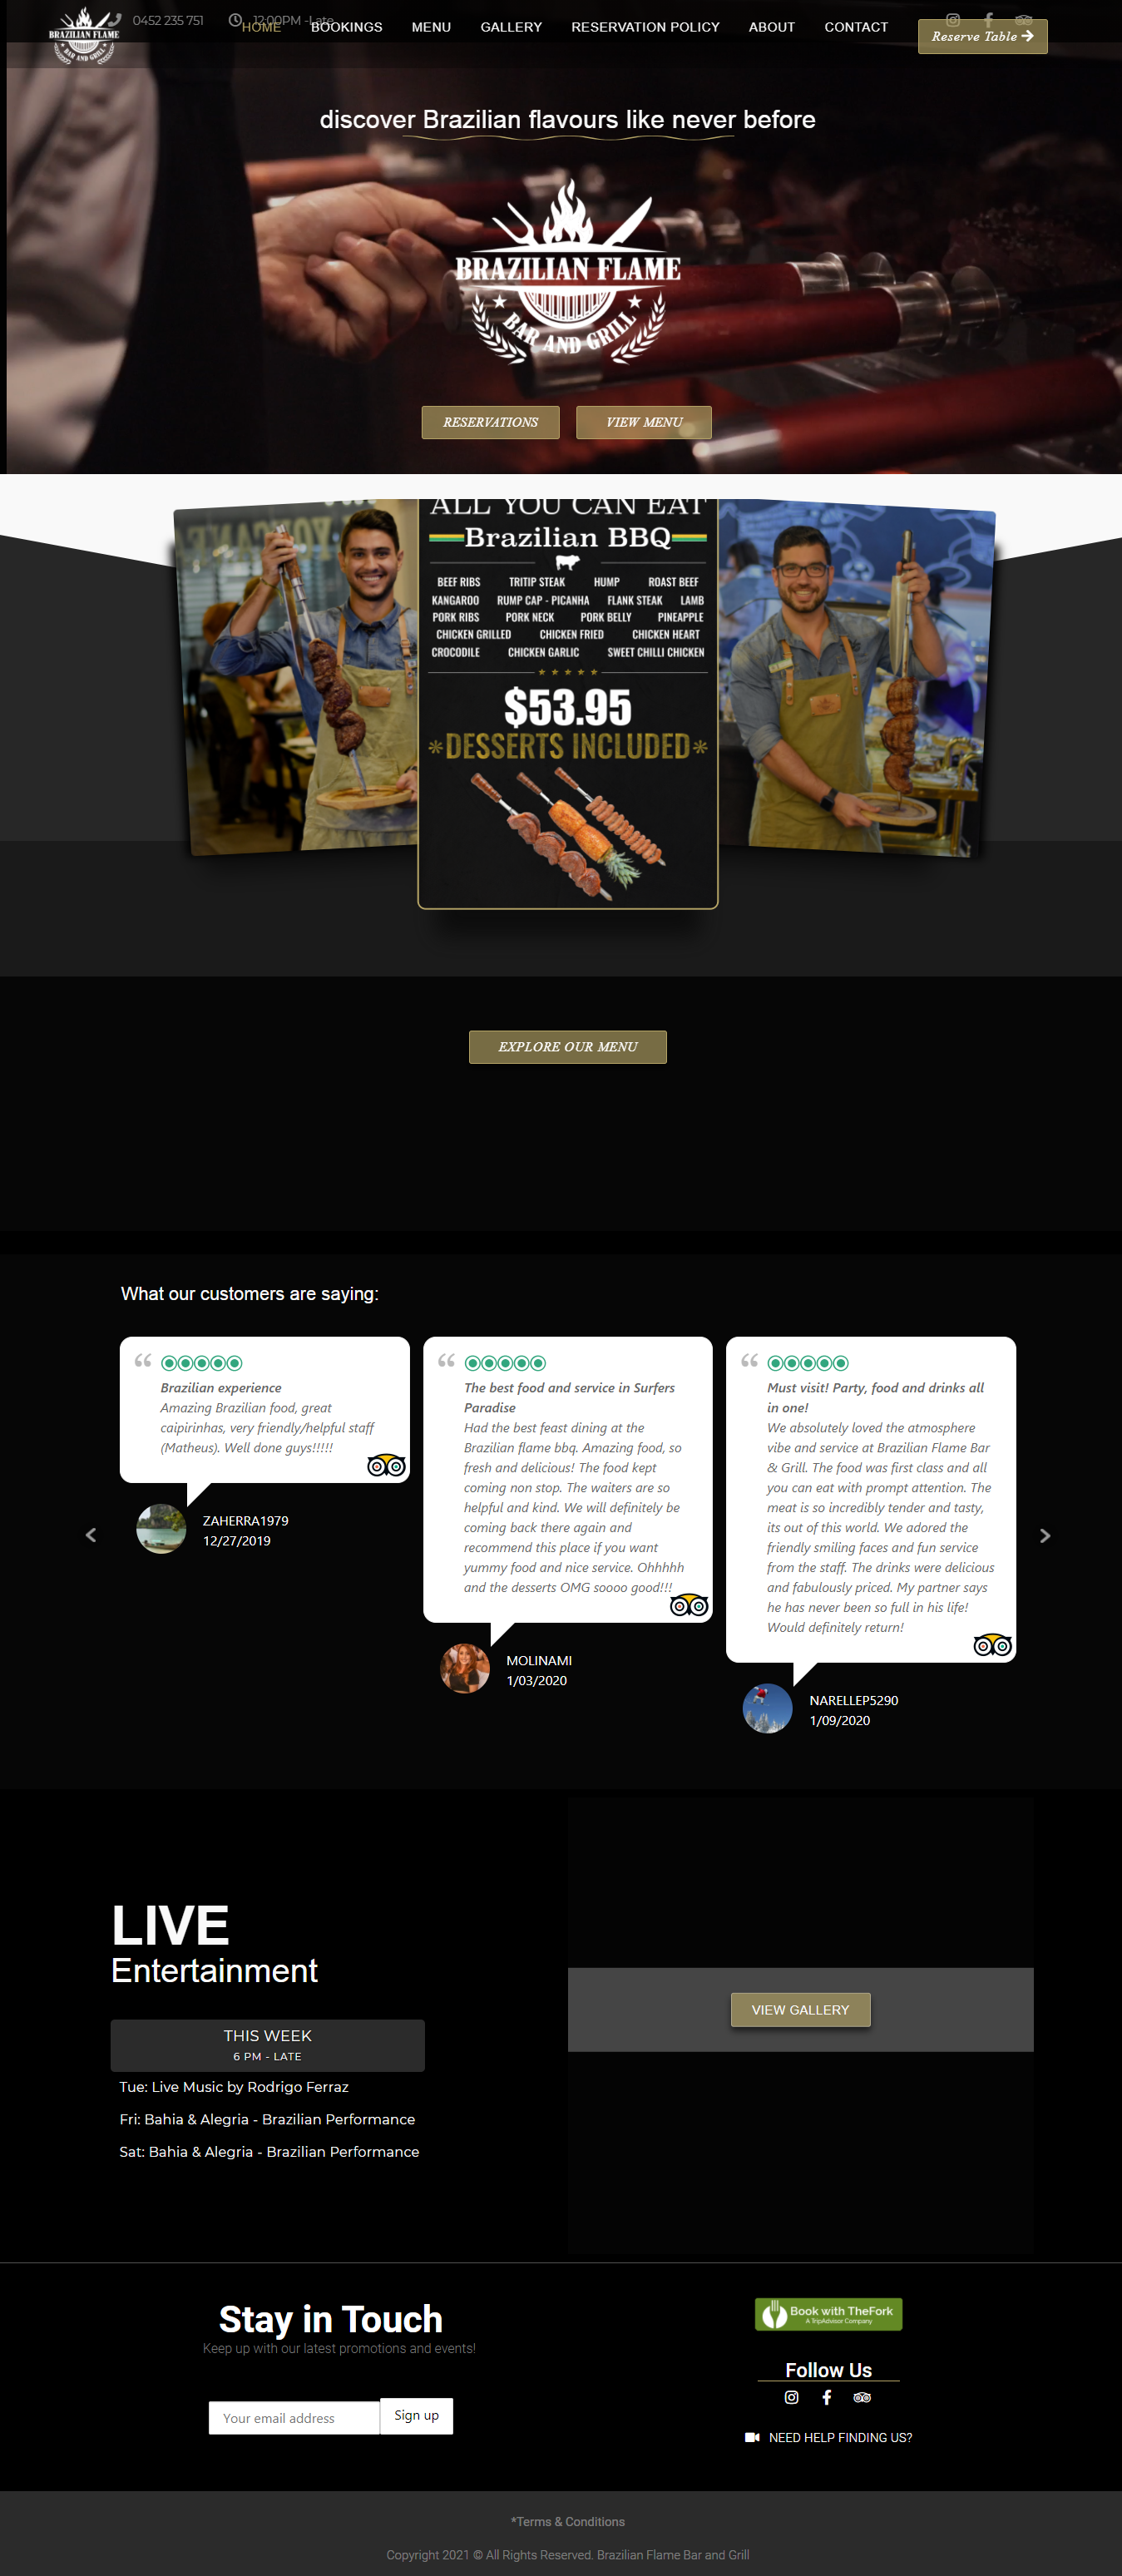 0452 235 751
12:00PM -Late
HOME
BOOKINGS
MENU
GALLERY
RESERVATION POLICY
ABOUT
CONTACT
Reserve Table
BRAZILIAN FLAME
BAR AND GRILL
discover Brazilian flavours like never before
BRAZILIAN FLAME
BAR AND GRILL
RESERVATIONS
VIEW MENU
ALL YOU CAN EAT
Brazilian BBQ
BEEF RIBS TRITIP STEAK HUMP ROAST BEEF
KANGAROO RUMP CAP - PICANHA FLANK STEAK LAMB
PORK RIBS PORK NECK PORK BELLY PINEAPPLE
CHICKEN GRILLED CHICKEN FRIED CHICKEN HEART
CROCODILE CHICKEN GARLIC SWEET CHILLI CHICKEN
$53.95
*DESSERTS INCLUDED*
EXPLORE OUR MENU
What our customers are saying:
Brazilian experience
Amazing Brazilian food, great
caipirinhas, very friendly/helpful staff
(Matheus). Well done guys!!!!!
ZAHERRA1979
12/27/2019
The best food and service in Surfers
Paradise
Had the best feast dining at the
Brazilian flame bbq. Amazing food, so
fresh and delicious! The food kept
coming non stop. The waiters are so
helpful and kind. We will definitely be
coming back there again and
recommend this place if you want
yummy food and nice service. Ohhhhh
and the desserts OMG soooo good!!!
MOLINAMI
1/03/2020
Must visit! Party, food and drinks all
in one!
We absolutely loved the atmosphere
vibe and service at Brazilian Flame Bar
& Grill. The food was first class and all
you can eat with prompt attention. The
meat is so incredibly tender and tasty,
its out of this world. We adored the
friendly smiling faces and fun service
from the staff. The drinks were delicious
and fabulously priced. My partner says
he has never been so full in his life!
Would definitely return!
NARELLEP5290
1/09/2020
LIVE
Entertainment
THIS WEEK
6 PM - LATE
Tue: Live Music by Rodrigo Ferraz
Fri: Bahia & Alegria - Brazilian Performance
Sat: Bahia & Alegria - Brazilian Performance
VIEW GALLERY
Stay in Touch
Keep up with our latest promotions and events!
Your email address
Sign up
Book with TheFork
A TripAdvisor Company
Follow Us
NEED HELP FINDING US?
*Terms & Conditions
Copyright 2021 © All Rights Reserved. Brazilian Flame Bar and Grill